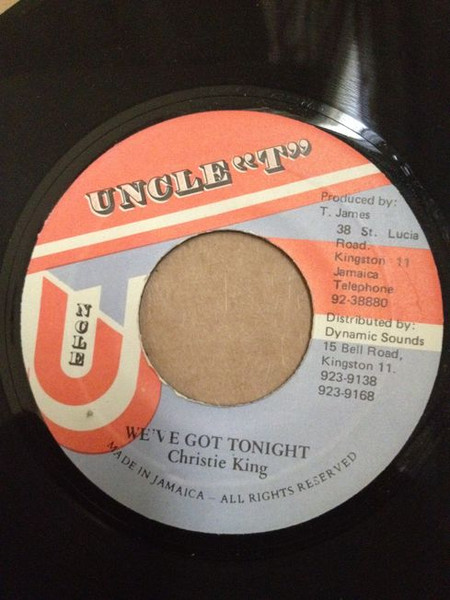 UNCLE “T”
Produced by:
T. James
38 St. Lucia
Road.
Kingston 11
Jamaica
Telephone
92-38880
Distributed by:
Dynamic Sounds
15 Bell Road,
Kingston 11.
923-9138
923-9168
U
NCLE
WE'VE GOT TONIGHT
Christie King
MADE IN JAMAICA – ALL RIGHTS RESERVED